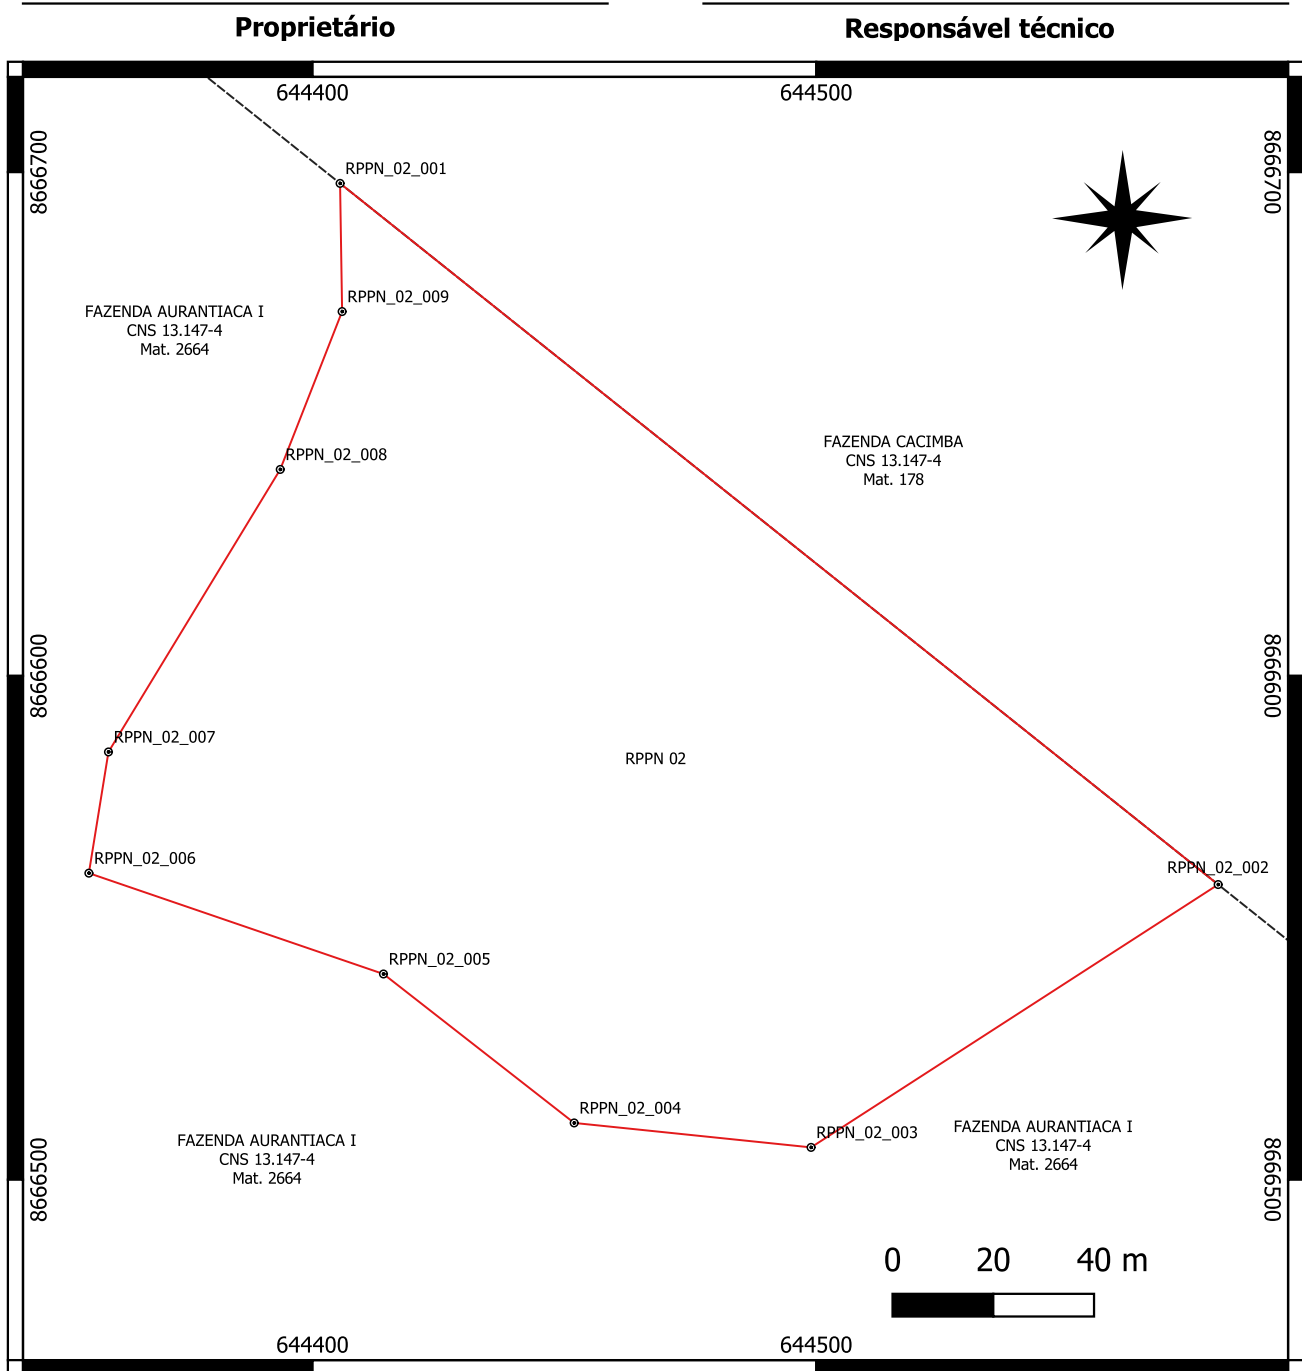 Proprietário
Responsável técnico
644400
644500
8666700
8666700
RPPN_02_001
RPPN_02_009
FAZENDA AURANTIACA I
CNS 13.147-4
Mat. 2664
RPPN_02_008
FAZENDA CACIMBA
CNS 13.147-4
Mat. 178
8666600
8666600
RPPN_02_007
RPPN 02
RPPN_02_006
RPPN_02_002
RPPN_02_005
RPPN_02_004
RPPN_02_003
FAZENDA AURANTIACA I
CNS 13.147-4
Mat. 2664
FAZENDA AURANTIACA I
CNS 13.147-4
Mat. 2664
8666500
8666500
0 20 40 m
644400
644500